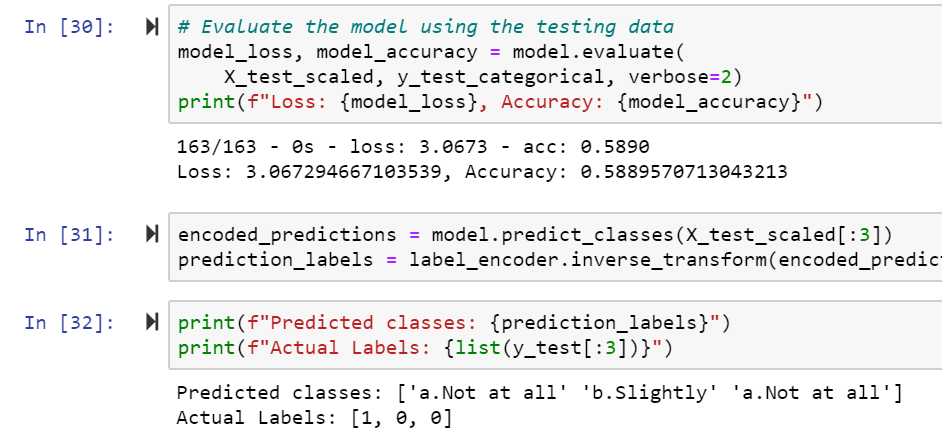 In [30]: # Evaluate the model using the testing data
model_loss, model_accuracy = model.evaluate(
X_test_scaled, y_test_categorical, verbose=2)
print(f"Loss: {model_loss}, Accuracy: {model_accuracy}")
163/163 - 0s - loss: 3.0673 - acc: 0.5890
Loss: 3.067294667103539, Accuracy: 0.5889570713043213
In [31]: encoded_predictions = model.predict_classes(X_test_scaled[:3])
prediction_labels = label_encoder.inverse_transform(encoded_predict
In [32]: print(f"Predicted classes: {prediction_labels}")
print(f"Actual Labels: {list(y_test[:3])}")
Predicted classes: ['a.Not at all' 'b.Slightly' 'a.Not at all']
Actual Labels: [1, 0, 0]